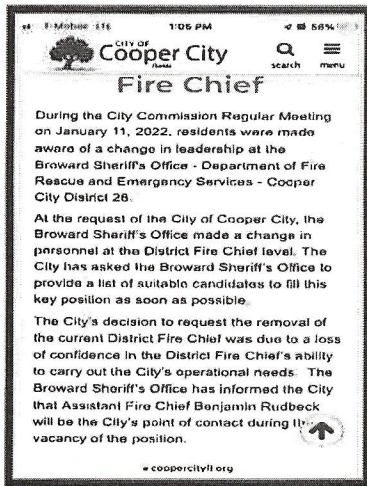 T-Mobile LTE 1:05 PM 58%
CITY OF
Cooper City
Florida
search menu
Fire Chief
During the City Commission Regular Meeting
on January 11, 2022, residents were made
aware of a change in leadership at the
Broward Sheriff's Office - Department of Fire
Rescue and Emergency Services - Cooper
City District 28.
At the request of the City of Cooper City, the
Broward Sheriff's Office made a change in
personnel at the District Fire Chief level. The
City has asked the Broward Sheriff's Office to
provide a list of suitable candidates to fill this
key position as soon as possible.
The City's decision to request the removal of
the current District Fire Chief was due to a loss
of confidence in the District Fire Chief's ability
to carry out the City's operational needs. The
Broward Sheriff's Office has informed the City
that Assistant Fire Chief Benjamin Rudbeck
will be the City's point of contact during
vacancy of the position.
coopercityfl.org